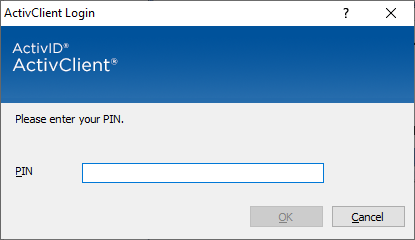 ActivClient Login
?
ActivID®
ActivClient®
Please enter your PIN.
PIN
OK
Cancel